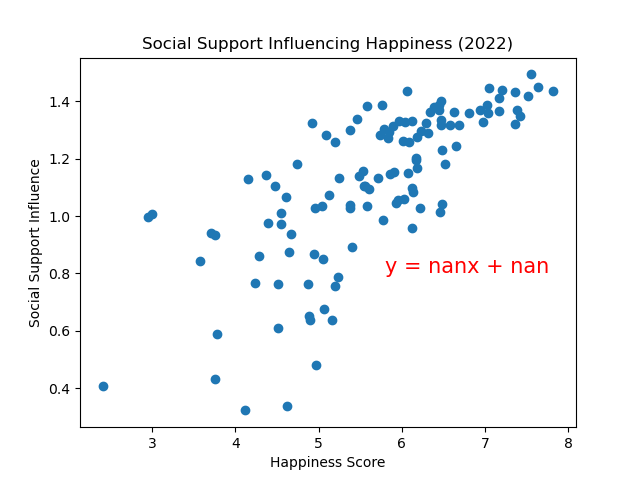 Social Support Influencing Happiness (2022)
1.4
1.2
1.0
0.8
0.6
0.4
Social Support Influence
y = nanx + nan
3 4 5 6 7 8
Happiness Score